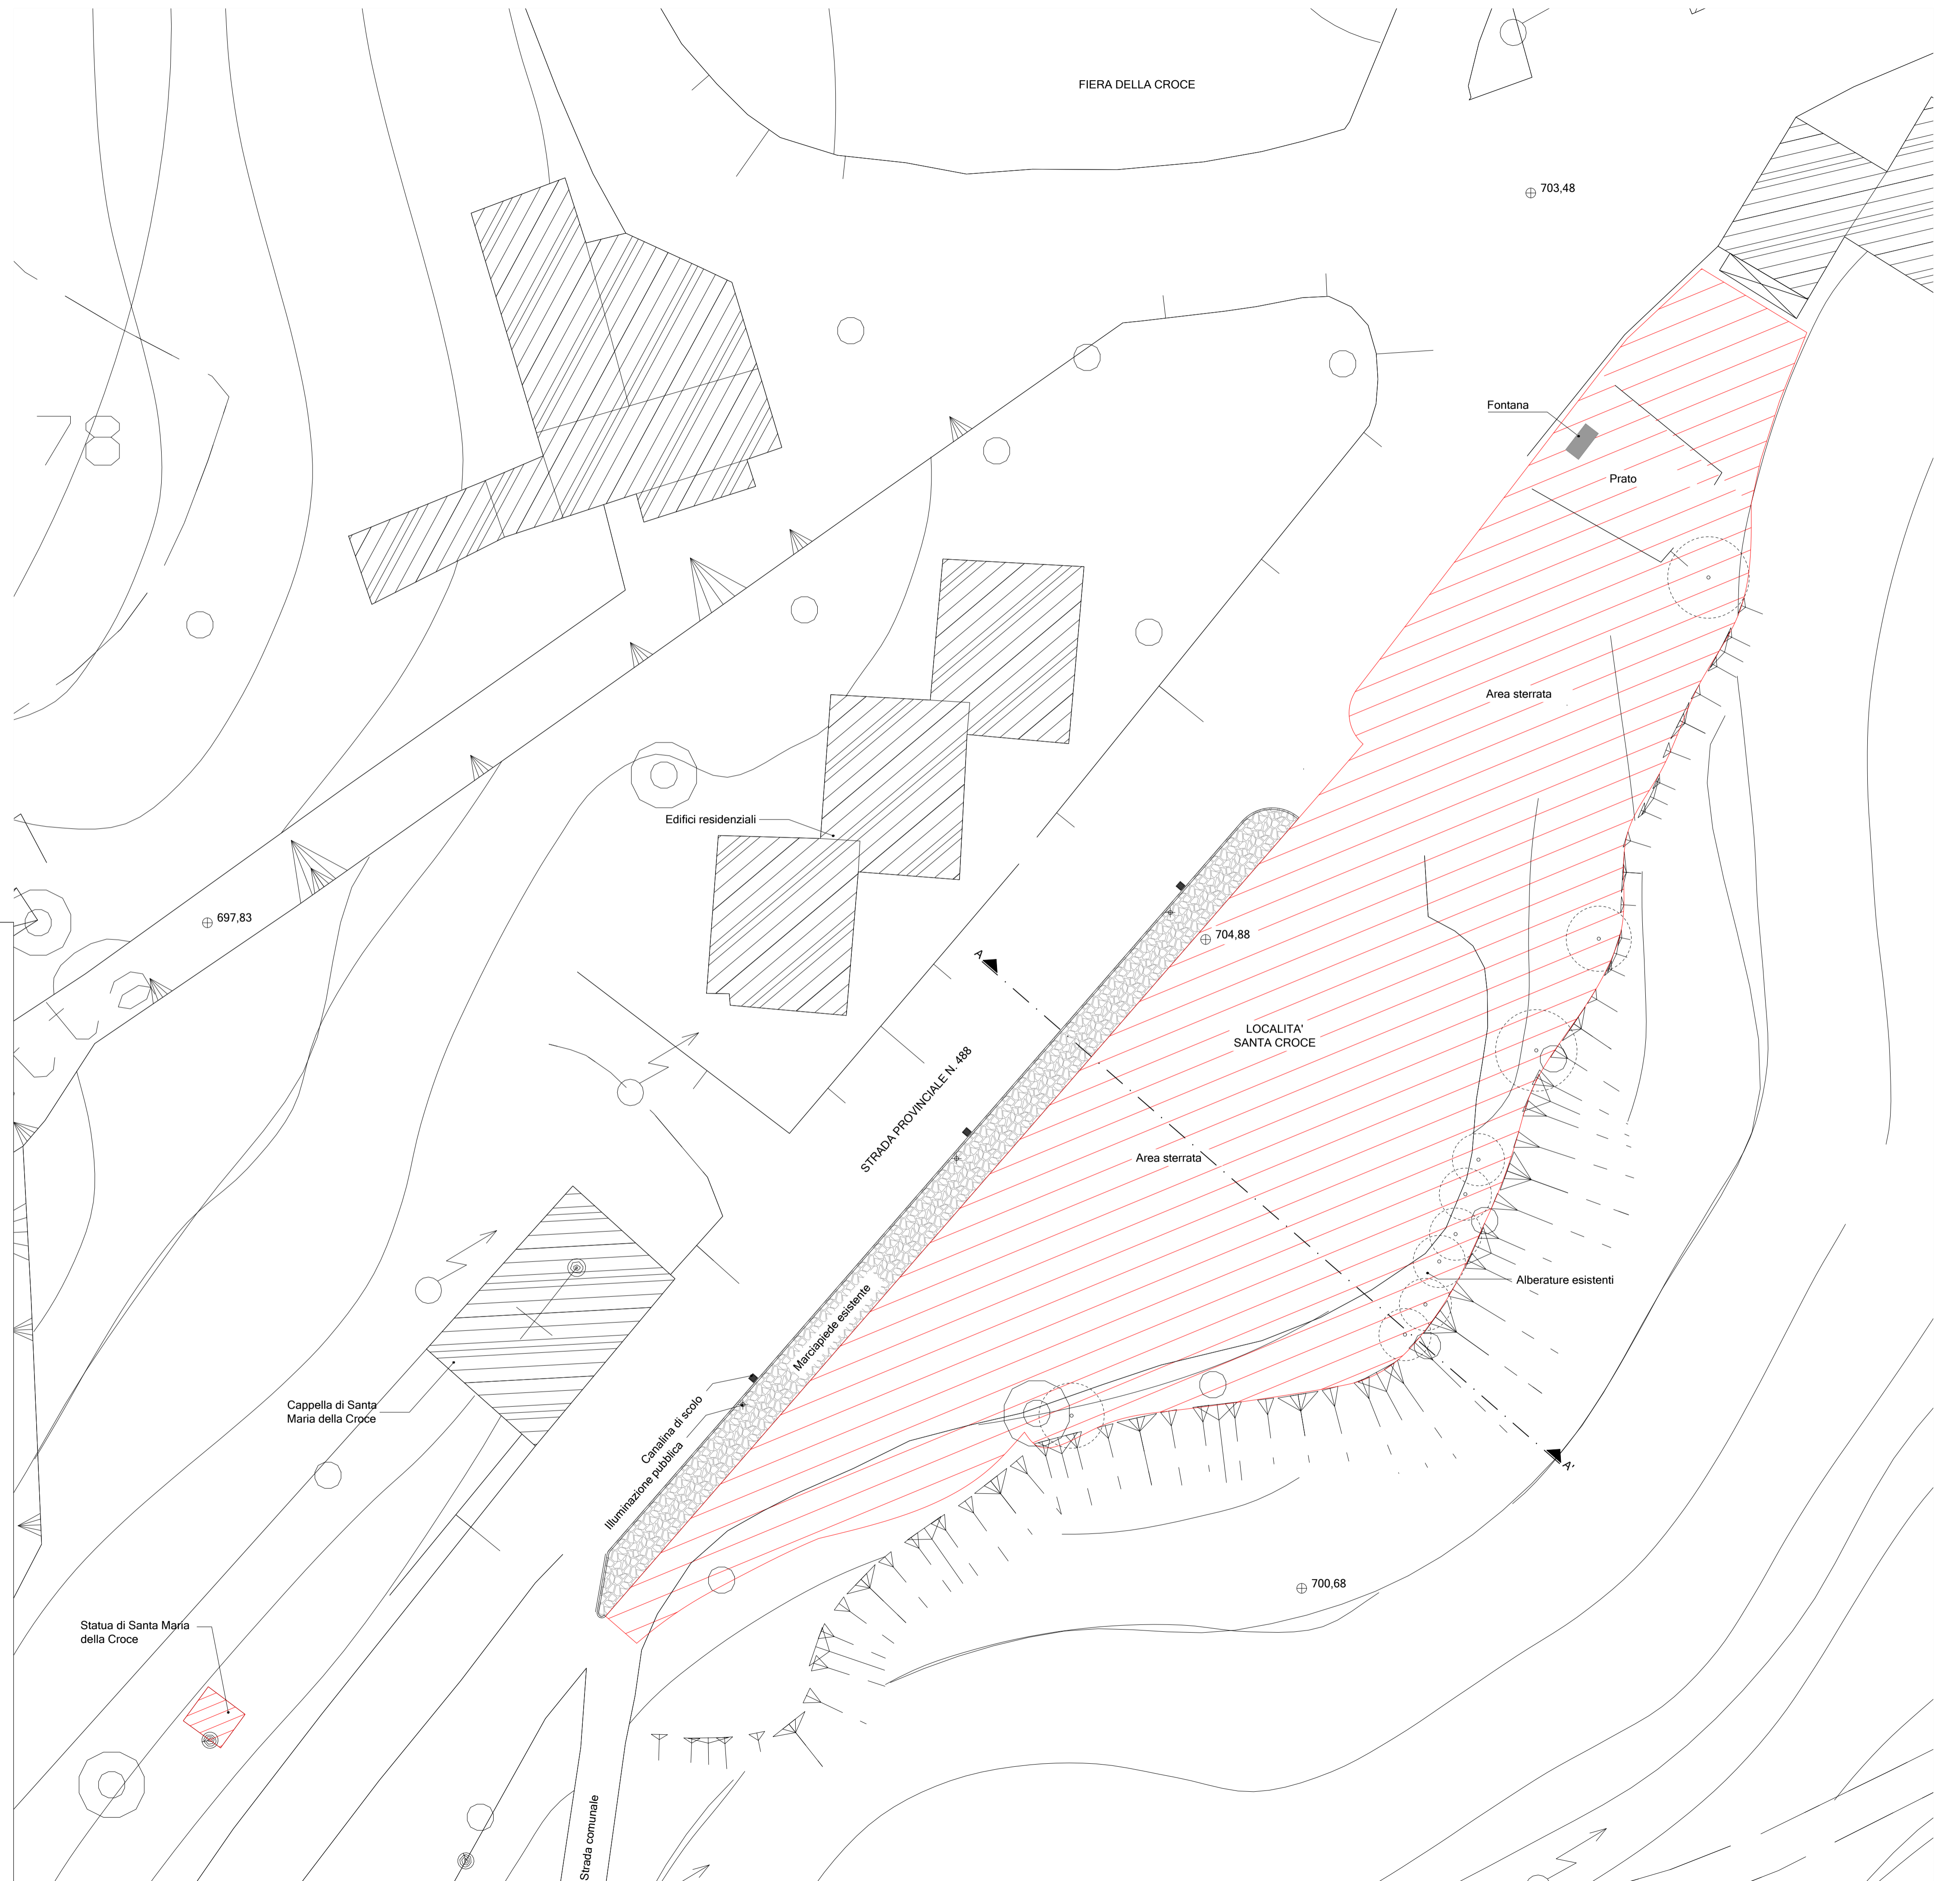 FIERA DELLA CROCE
703,48
78
Fontana
Prato
Area sterrata
Edifici residenziali
697,83
704,88
A
LOCALITA'
SANTA CROCE
STRADA PROVINCIALE N. 488
Area sterrata
Alberature esistenti
Marciapiede esistente
Cappella di Santa
Maria della Croce
Canalina di scolo
Illuminazione pubblica
A'
700,68
Statua di Santa Maria
della Croce
Strada comunale